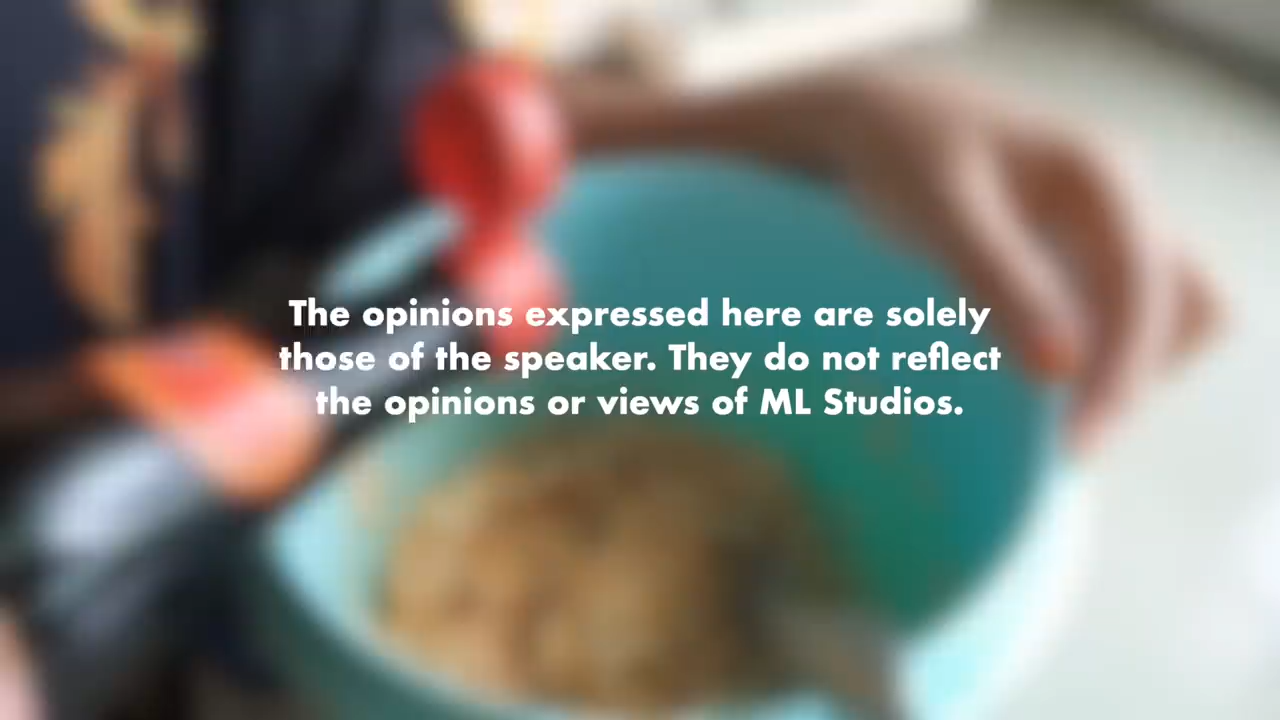 The opinions expressed here are solely
those of the speaker. They do not reflect
the opinions or views of ML Studios.